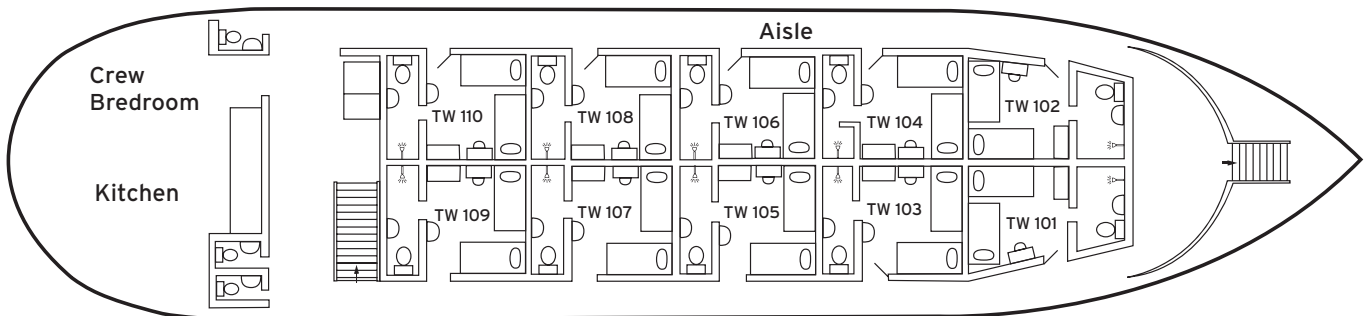 Aisle
Crew
Bredroom
TW 102
TW 110
TW 108
TW 106
TW 104
Kitchen
TW 109
TW 107
TW 105
TW 103
TW 101